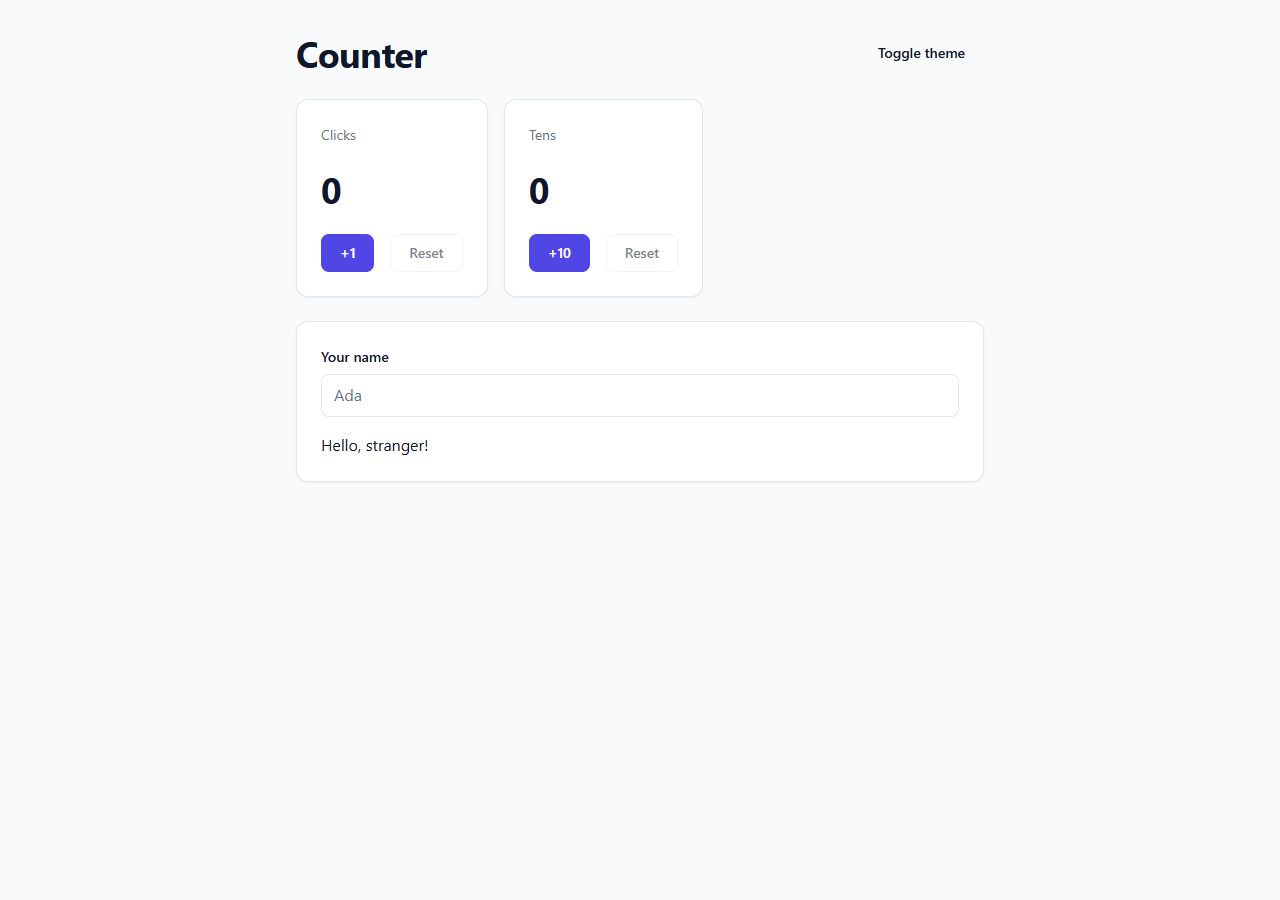 Counter
Toggle theme
Clicks
Tens
0
0
+1
Reset
+10
Reset
Your name
Ada
Hello, stranger!